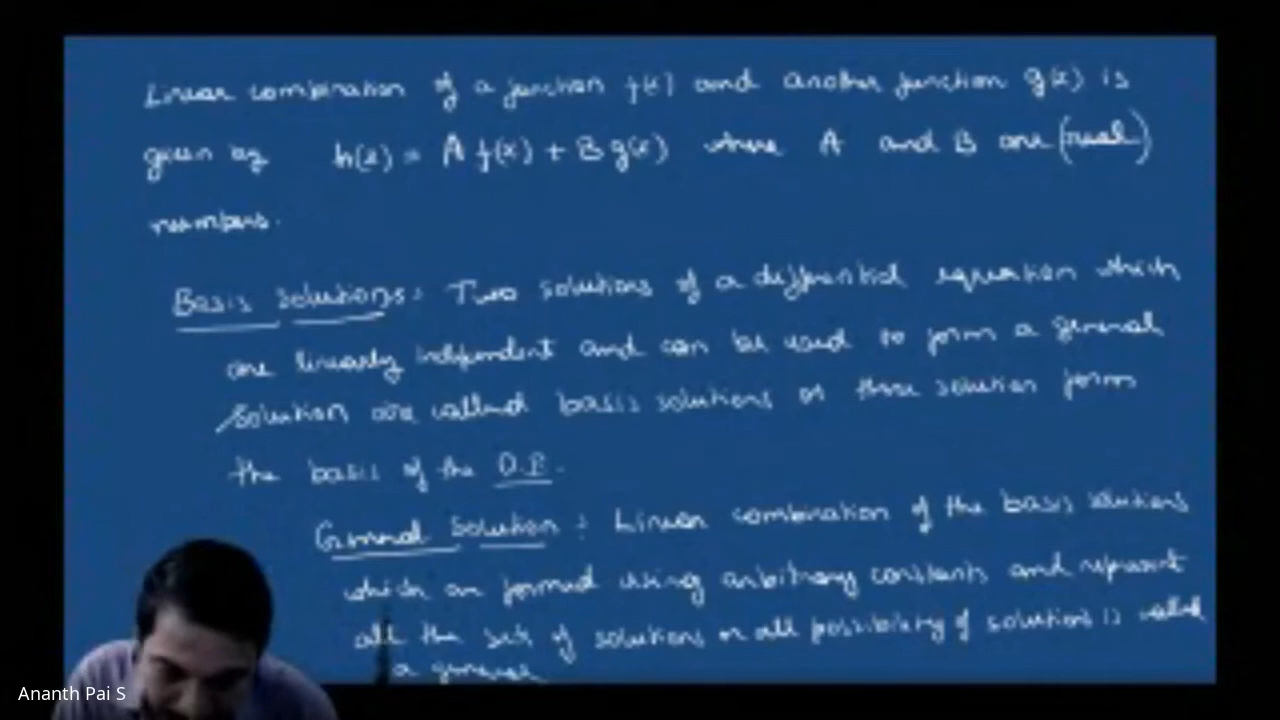 Linear combination of a function f(x) and another function g(x) is
given by h(x) = A f(x) + B g(x) where A and B are (real)
numbers.
Basis solutions: Two solutions of a differential equation which
are linearly independent and can be used to form a general
solution are called basis solutions or these solution form
the basis of the D.E.
General Solution: Linear combination of the basis solutions
which are formed using arbitrary constants and represent
all the set of solutions or all possibility of solutions is called
a general
Ananth Pai S